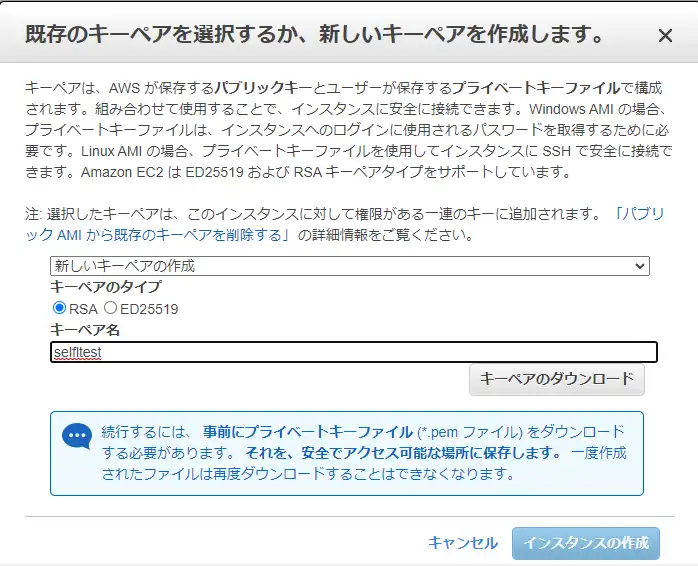 既存のキーペアを選択するか、新しいキーペアを作成します。
キーペアは、AWS が保存するパブリックキーとユーザーが保存するプライベートキーファイルで構成
されます。組み合わせて使用することで、インスタンスに安全に接続できます。Windows AMI の場合、
プライベートキーファイルは、インスタンスへのログインに使用されるパスワードを取得するために必
要です。Linux AMI の場合、プライベートキーファイルを使用してインスタンスに SSH で安全に接続で
きます。Amazon EC2 は ED25519 および RSA キーペアタイプをサポートしています。
注: 選択したキーペアは、このインスタンスに対して権限がある一連のキーに追加されます。「パブリ
ック AMI から既存のキーペアを削除する」 の詳細情報をご覧ください。
新しいキーペアの作成
キーペアのタイプ
RSA ED25519
キーペア名
selfltest
キーペアのダウンロード
続行するには、 事前にプライベートキーファイル (*.pem ファイル) をダウンロード
する必要があります。 それを、安全でアクセス可能な場所に保存します。 一度作成
されたファイルは再度ダウンロードすることはできなくなります。
キャンセル インスタンスの作成